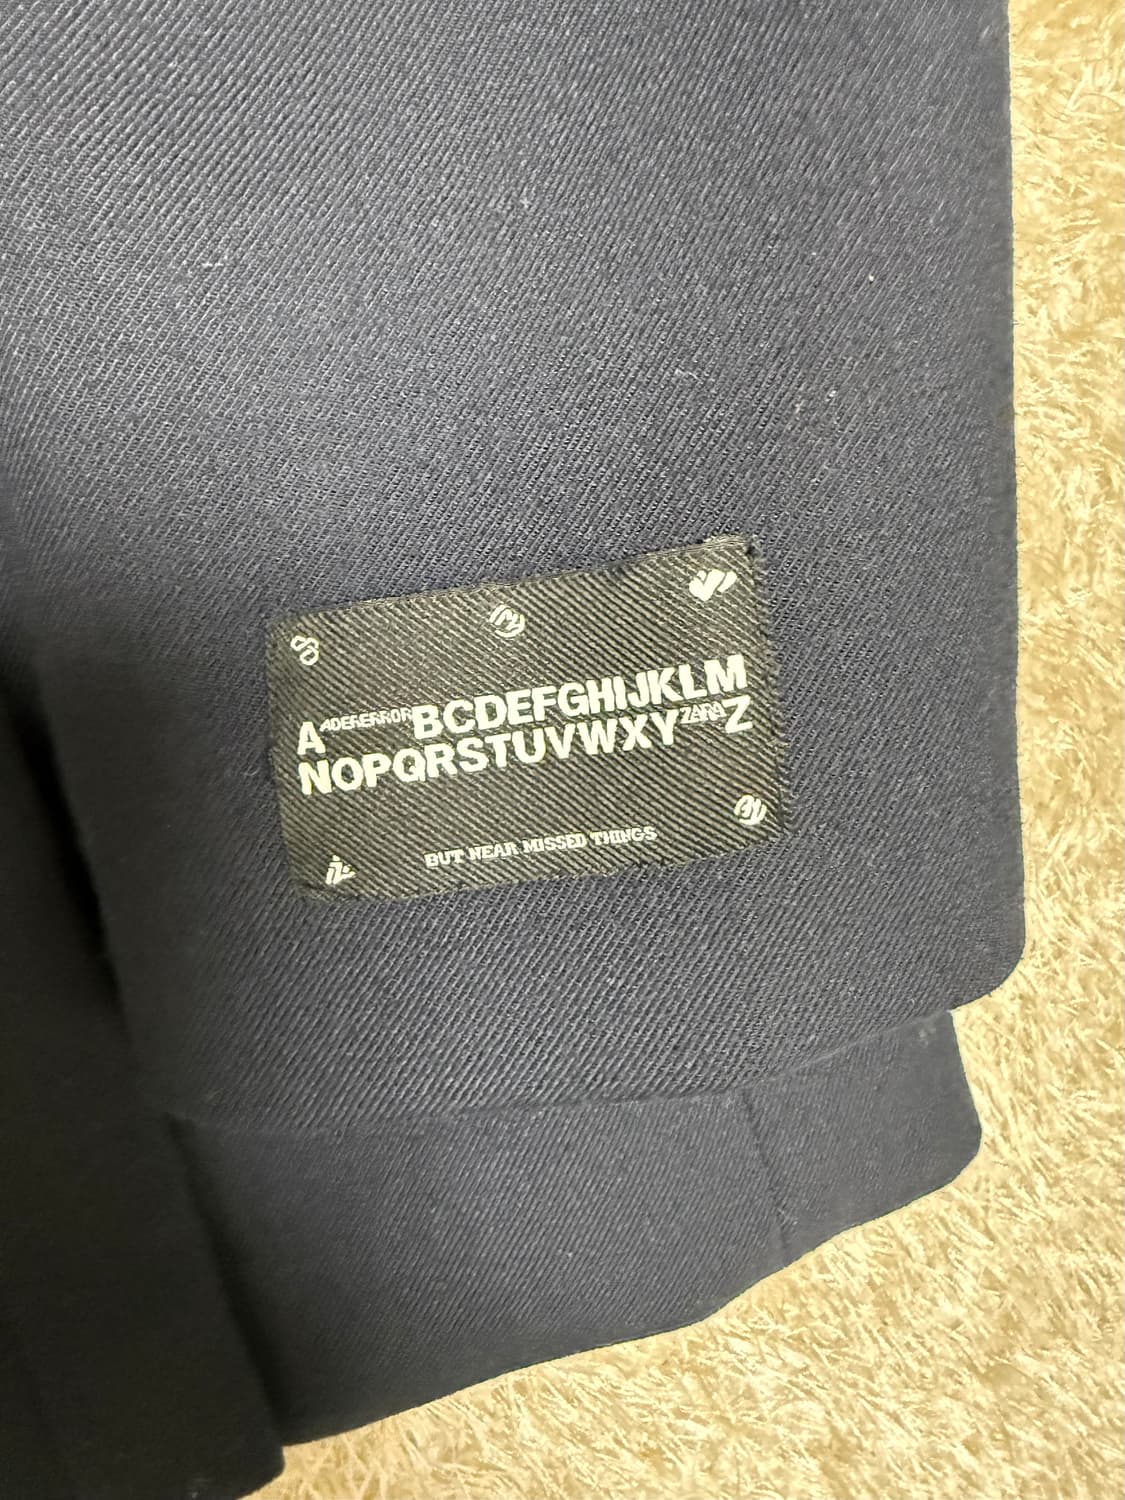 A ADERERROR BCDEFGHIJKLM
NOPQRSTUVWXY ZARA Z
BUT NEAR MISSED THINGS